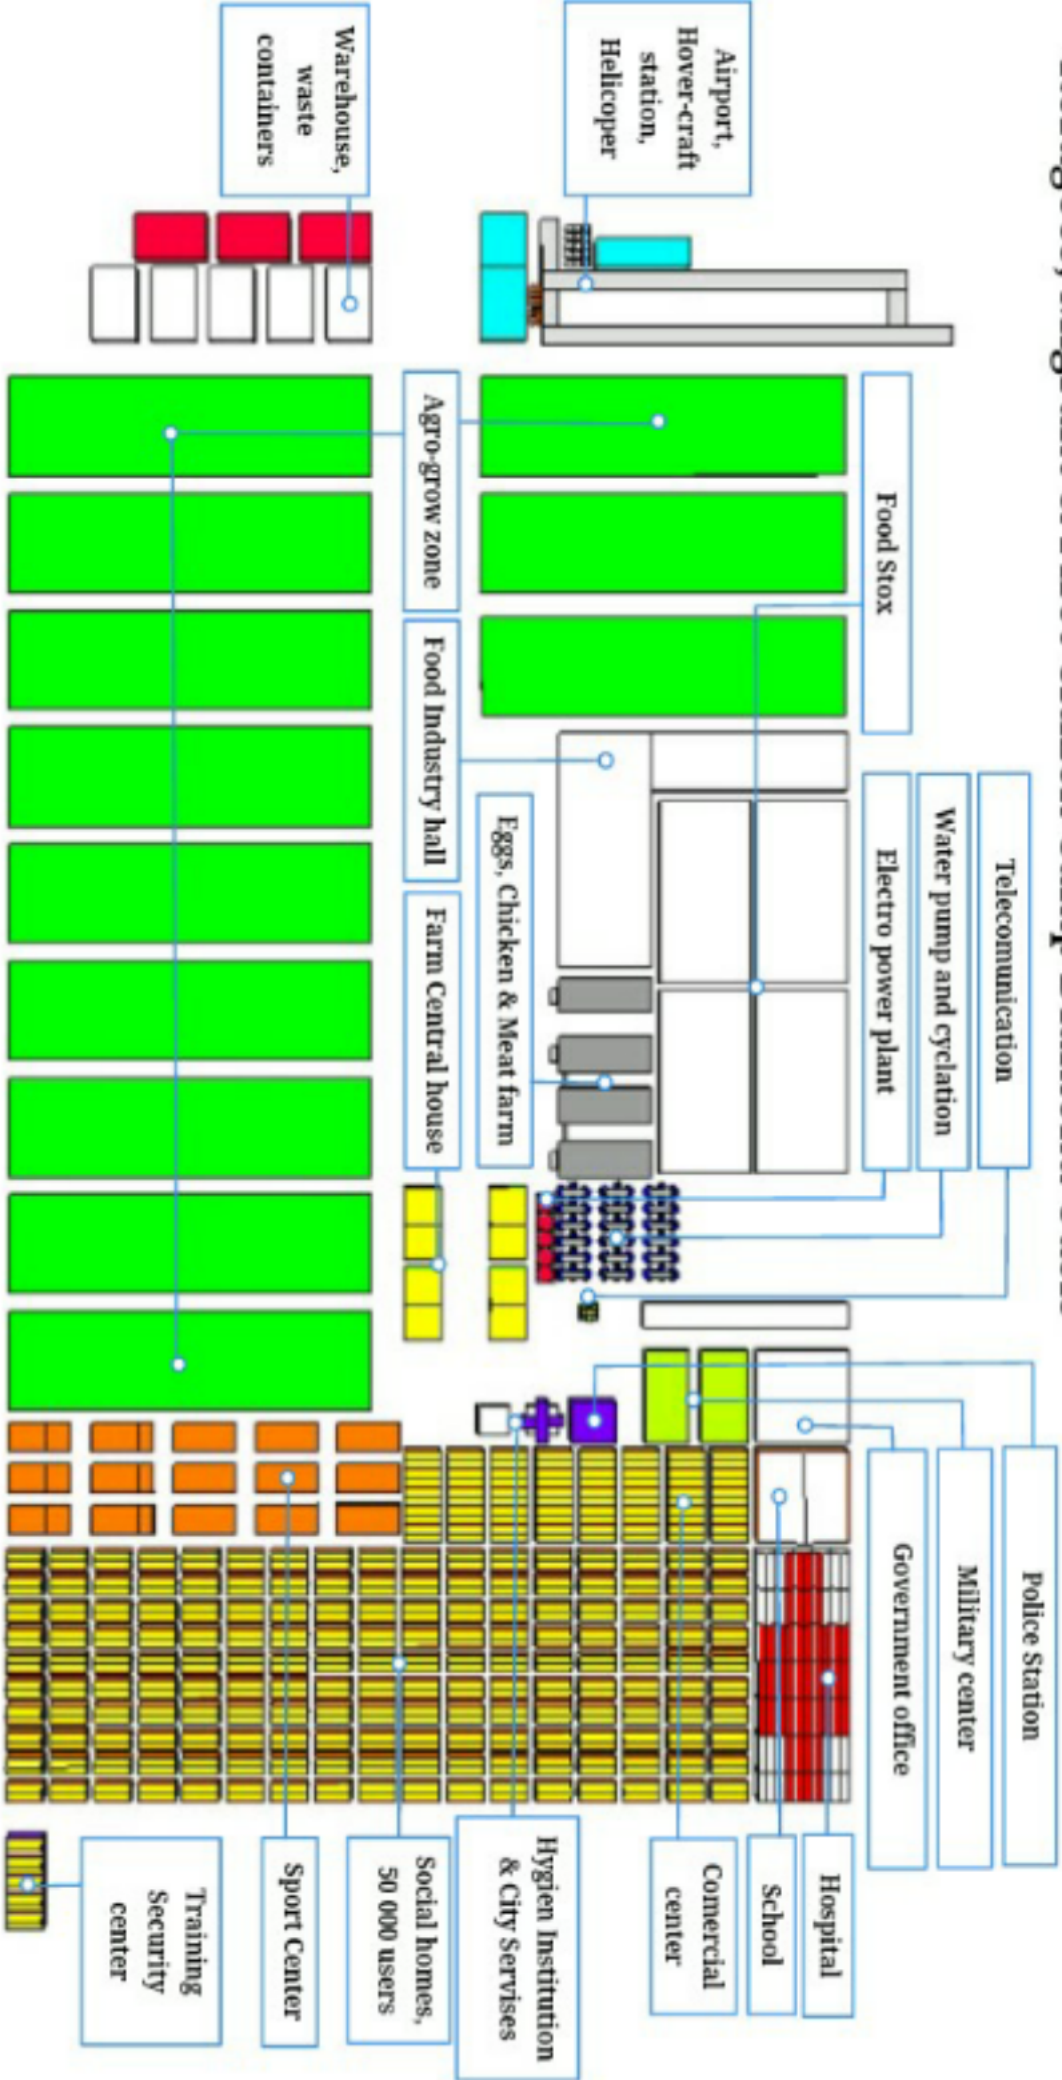 Airport,
Hover-craft
station,
Helicoper
Warehouse,
waste
containers
Food Stox
Agro-grow zone
Food Industry hall
Eggs, Chicken & Meat farm
Farm Central house
Telecomunication
Water pump and cyclation
Electro power plant
Police Station
Military center
Government office
Hospital
School
Comercial
center
Hygien Institution
& City Servises
Social homes,
50 000 users
Sport Center
Training
Security
center